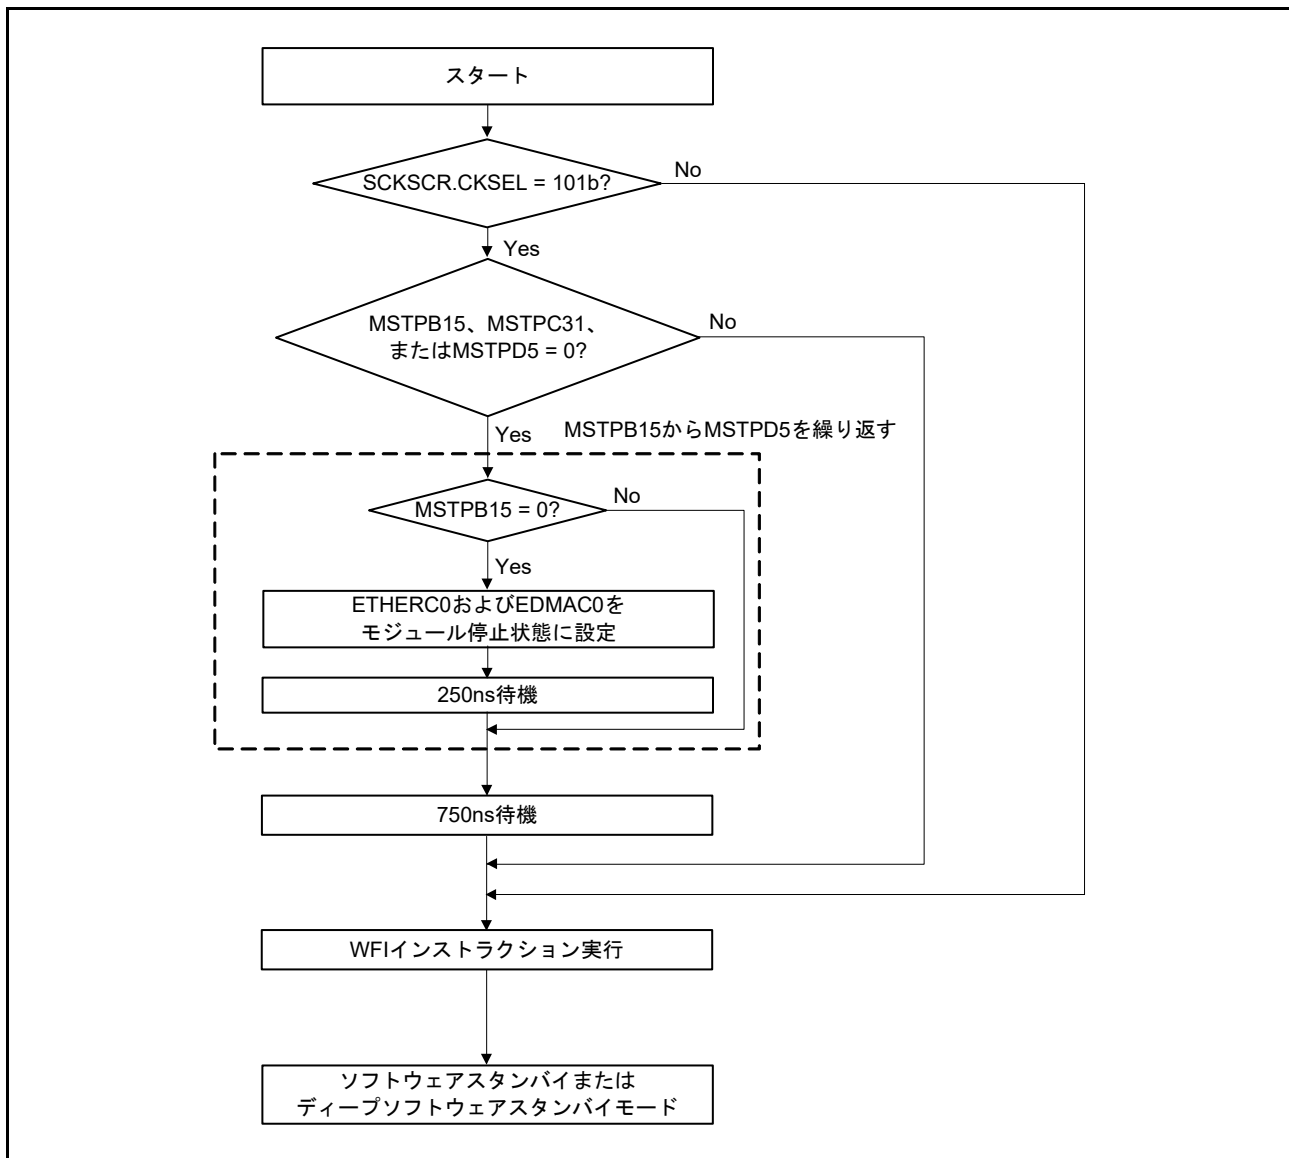 スタート
SCKSCR.CKSEL = 101b?
No
Yes
MSTPB15、MSTPC31、
またはMSTPD5 = 0?
No
Yes
MSTPB15からMSTPD5を繰り返す
MSTPB15 = 0?
No
Yes
ETHERC0およびEDMAC0を
モジュール停止状態に設定
250ns待機
750ns待機
WFIインストラクション実行
ソフトウェアスタンバイまたは
ディープソフトウェアスタンバイモード